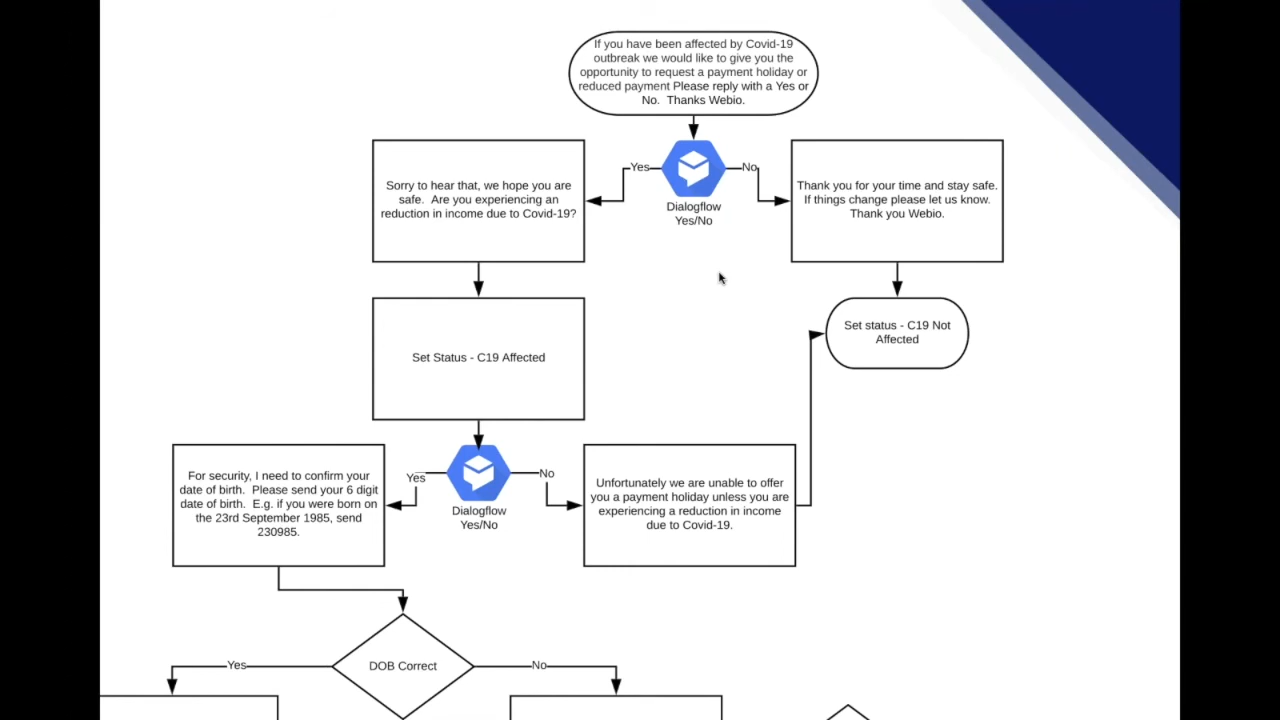 If you have been affected by Covid-19
outbreak we would like to give you the
opportunity to request a payment holiday or
reduced payment Please reply with a Yes or
No.  Thanks Webio.
Yes
No
Dialogflow
Yes/No
Sorry to hear that, we hope you are
safe.  Are you experiencing an
reduction in income due to Covid-19?
Thank you for your time and stay safe.
If things change please let us know.
Thank you Webio.
Set Status - C19 Affected
Set status - C19 Not
Affected
Yes
No
Dialogflow
Yes/No
For security, I need to confirm your
date of birth.  Please send your 6 digit
date of birth.  E.g. if you were born on
the 23rd September 1985, send
230985.
Unfortunately we are unable to offer
you a payment holiday unless you are
experiencing a reduction in income
due to Covid-19.
DOB Correct
Yes
No